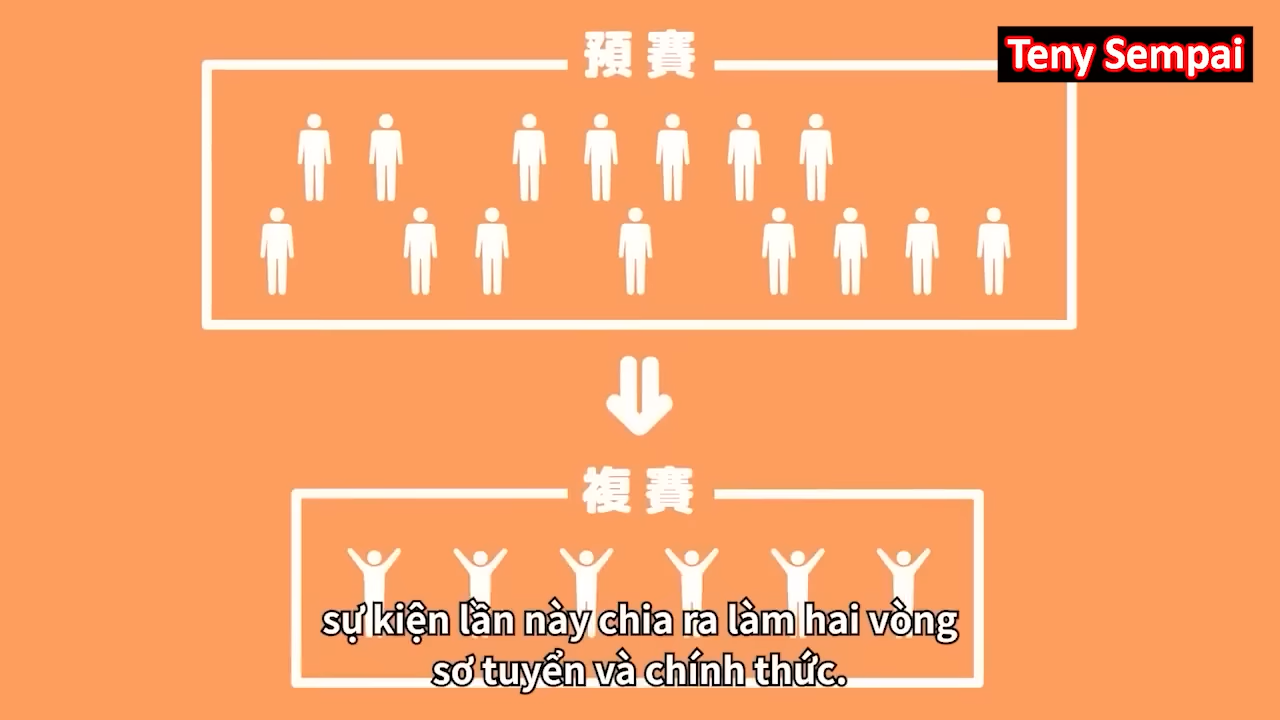 預賽
Teny Sempai
複賽
sự kiện lần này chia ra làm hai vòng
sơ tuyển và chính thức.